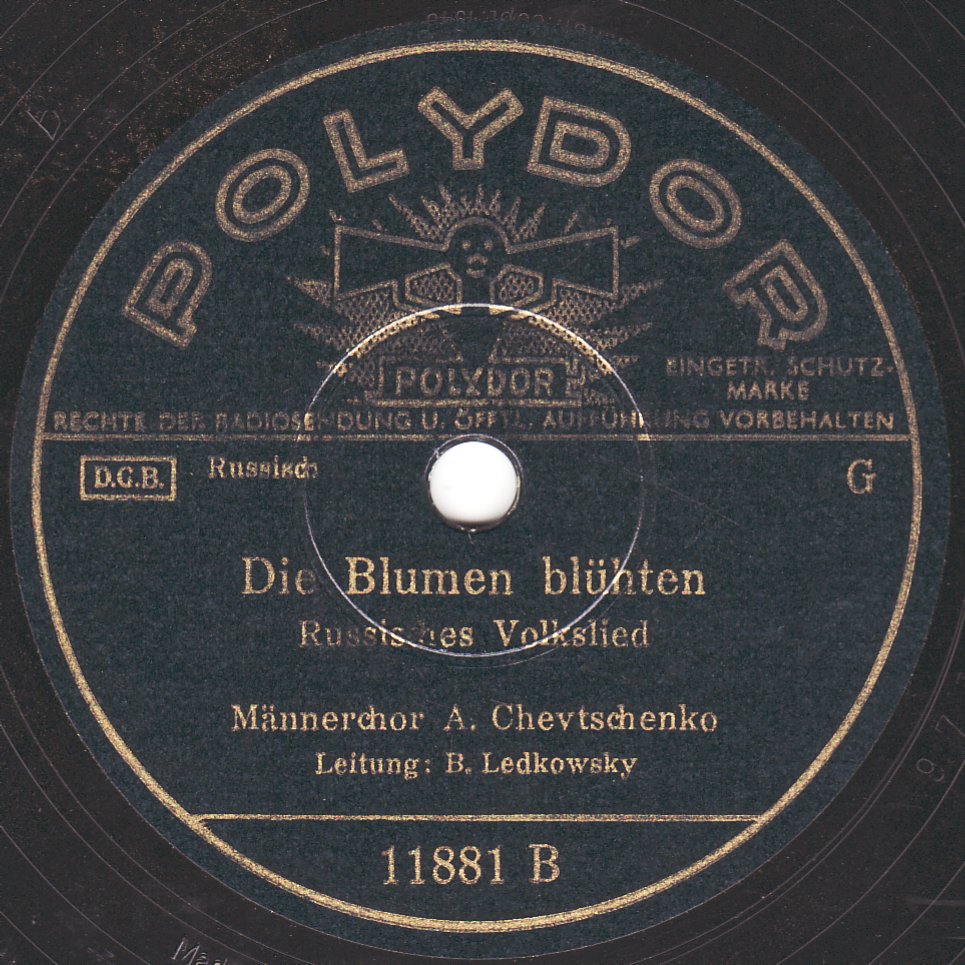 POLYDOR
POLYDOR
EINGETR. SCHUTZ-
MARKE
RECHTE DER RADIOSENDUNG U. ÖFFTL. AUFFÜHRUNG VORBEHALTEN
D.G.B. Russisch G
Die Blumen blühten
Russisches Volkslied
Männerchor A. Chevtschenko
Leitung: B. Ledkowsky
11881 B